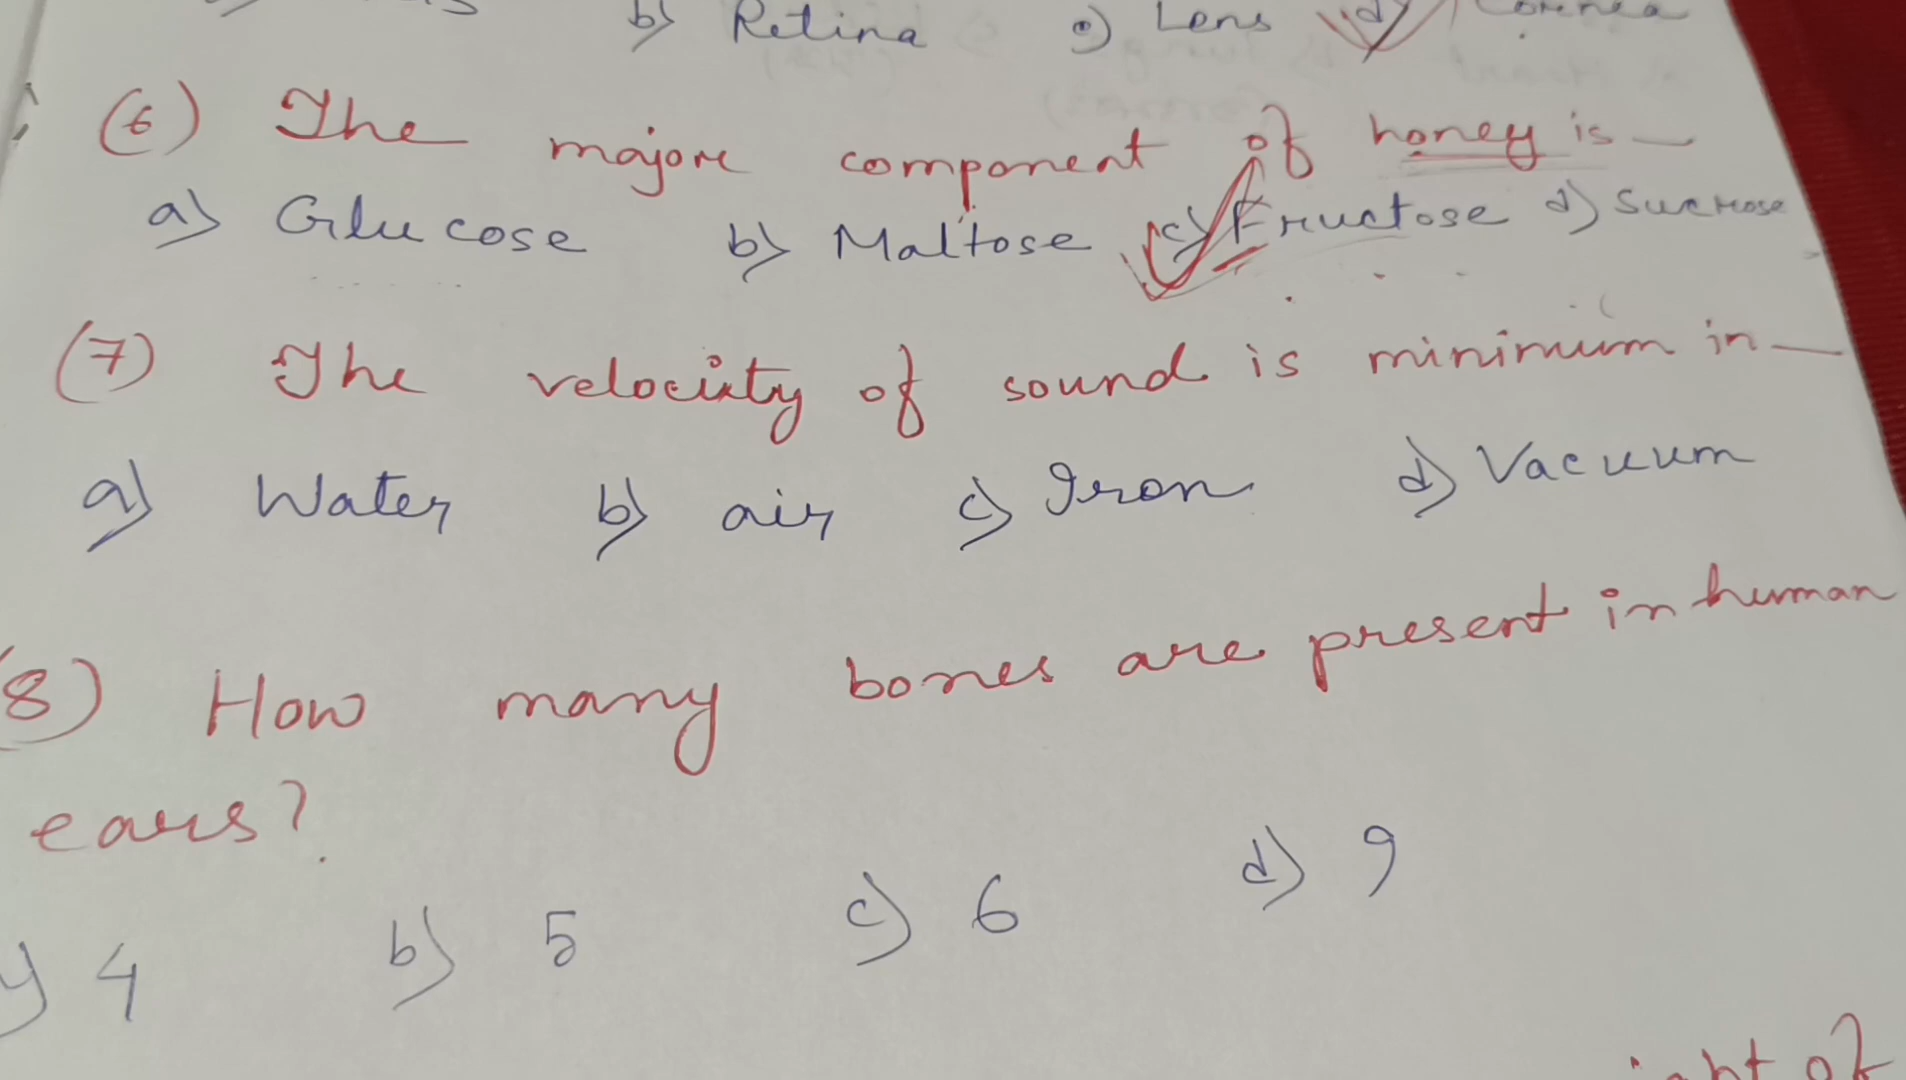 b) Retina c) Lens d) Cornea
(6) The majore component of honey is —
a) Glucose b) Maltose c) Fructose d) Sucrose
(7) The velocity of sound is minimum in —
a) Water b) air c) Iron d) Vacuum
(8) How many bones are present in human
ears?
4 b) 5 c) 6 d) 9
of